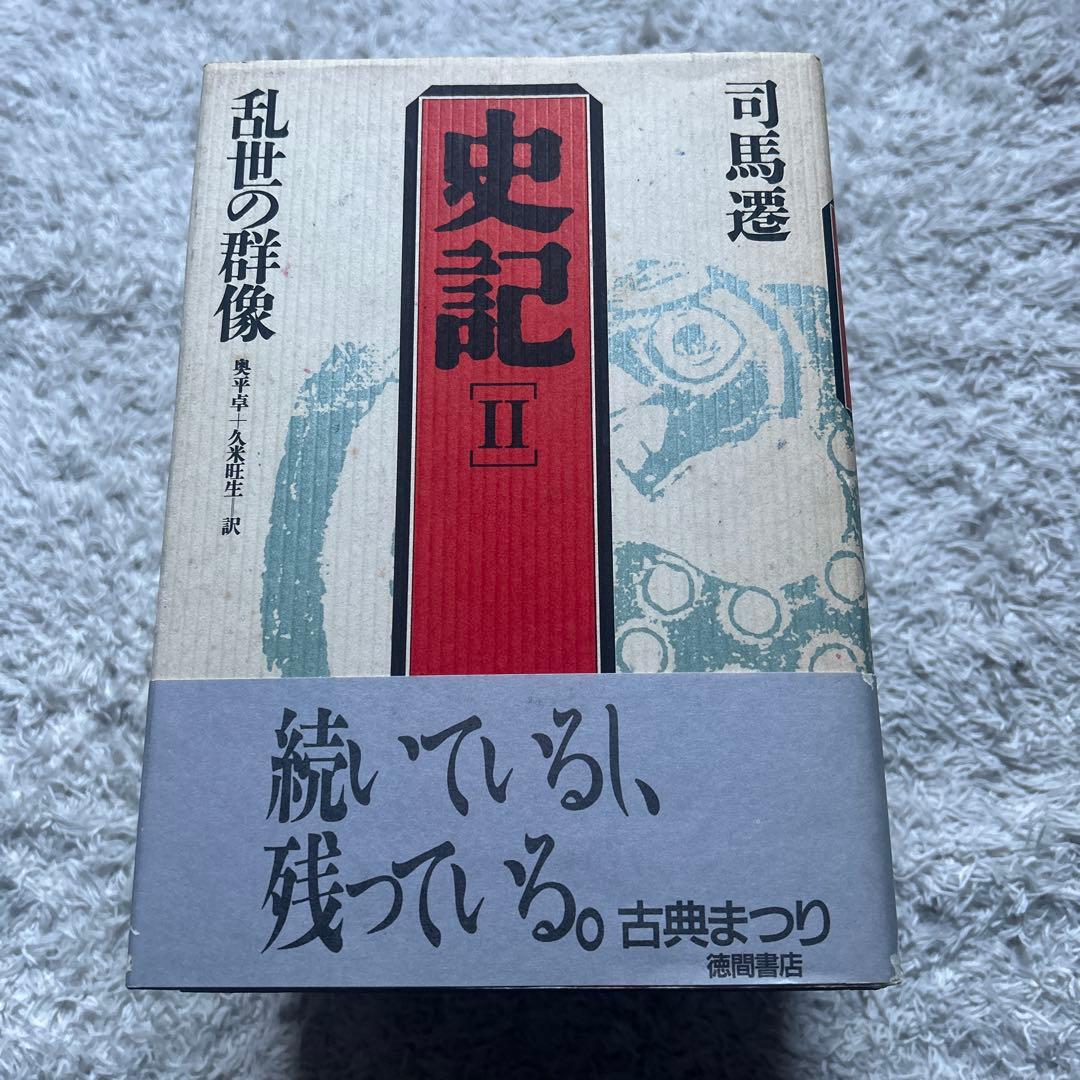 司馬遷
史記
[II]
乱世の群像
奥平卓+久米旺生―訳
続いているし、
残っている。
古典まつり
徳間書店